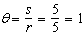 θ = s/r = 5/5 = 1